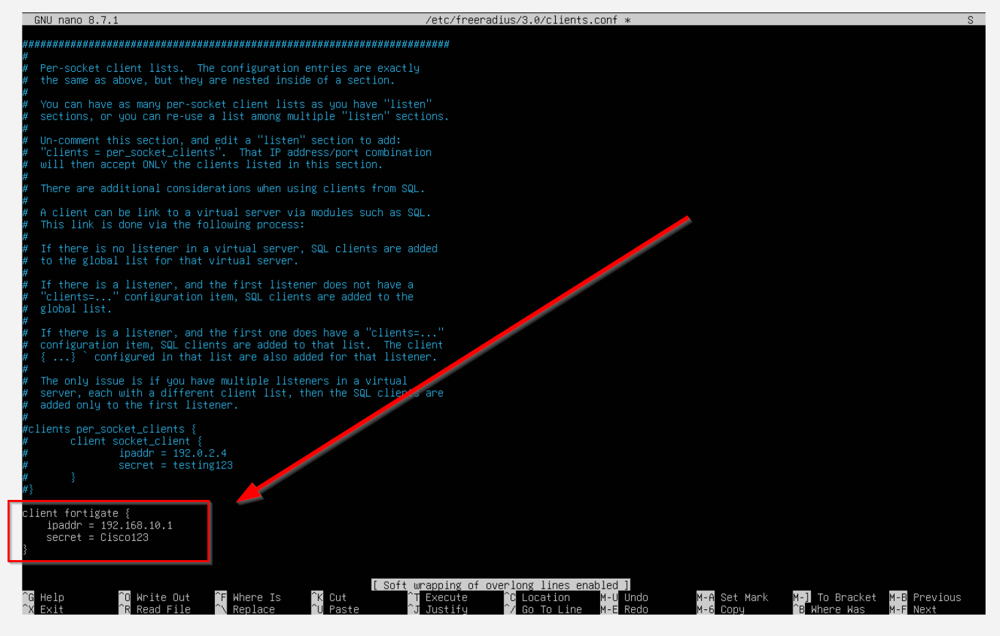 GNU nano 8.7.1 /etc/freeradius/3.0/clients.conf * S
#######################################################################
#
#  Per-socket client lists.  The configuration entries are exactly
#  the same as above, but they are nested inside of a section.
#
#  You can have as many per-socket client lists as you have "listen"
#  sections, or you can re-use a list among multiple "listen" sections.
#
#  Un-comment this section, and edit a "listen" section to add:
#  "clients = per_socket_clients".  That IP address/port combination
#  will then accept ONLY the clients listed in this section.
#
#  There are additional considerations when using clients from SQL.
#
#  A client can be link to a virtual server via modules such as SQL.
#  This link is done via the following process:
#
#  If there is no listener in a virtual server, SQL clients are added
#  to the global list for that virtual server.
#
#  If there is a listener, and the first listener does not have a
#  "clients=..." configuration item, SQL clients are added to the
#  global list.
#
#  If there is a listener, and the first one does have a "clients=..."
#  configuration item, SQL clients are added to that list.  The client
#  { ...} ` configured in that list are also added for that listener.
#
#  The only issue is if you have multiple listeners in a virtual
#  server, each with a different client list, then the SQL clients are
#  added only to the first listener.
#
#clients per_socket_clients {
#       client socket_client {
#               ipaddr = 192.0.2.4
#               secret = testing123
#       }
#}
client fortigate {
    ipaddr = 192.168.10.1
    secret = Cisco123
}
[ Soft wrapping of overlong lines enabled ]
^G Help ^O Write Out ^F Where Is ^K Cut ^T Execute ^C Location M-U Undo M-A Set Mark M-] To Bracket M-B Previous
^X Exit ^R Read File ^\ Replace ^U Paste ^J Justify ^/ Go To Line M-E Redo M-6 Copy ^B Where Was M-F Next